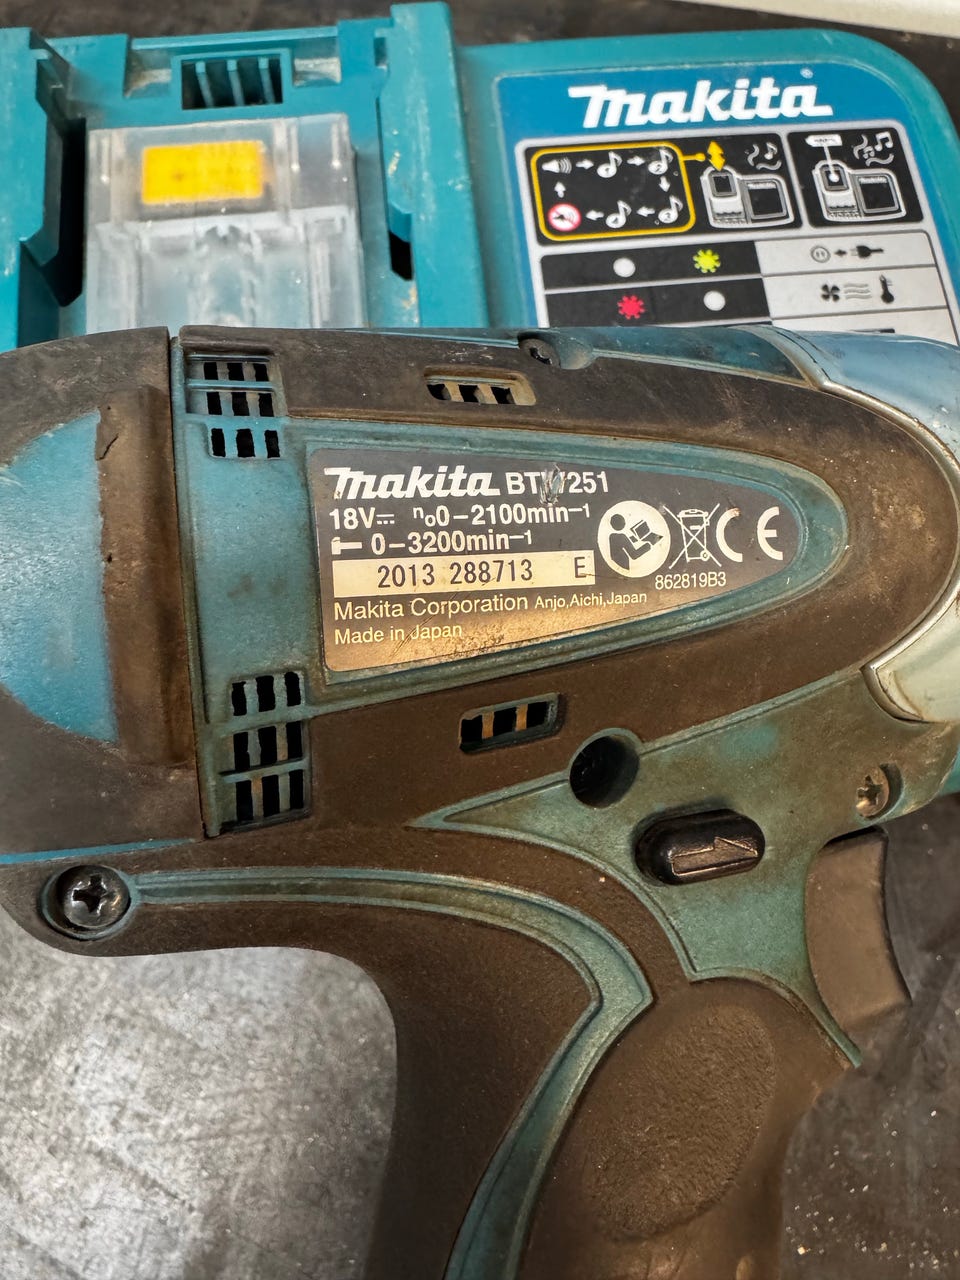 makita
makita
18V n₀0-2100min⁻¹
0-3200min⁻¹
2013 288713 E
862819B3
CE
Makita Corporation Anjo,Aichi,Japan
Made in Japan